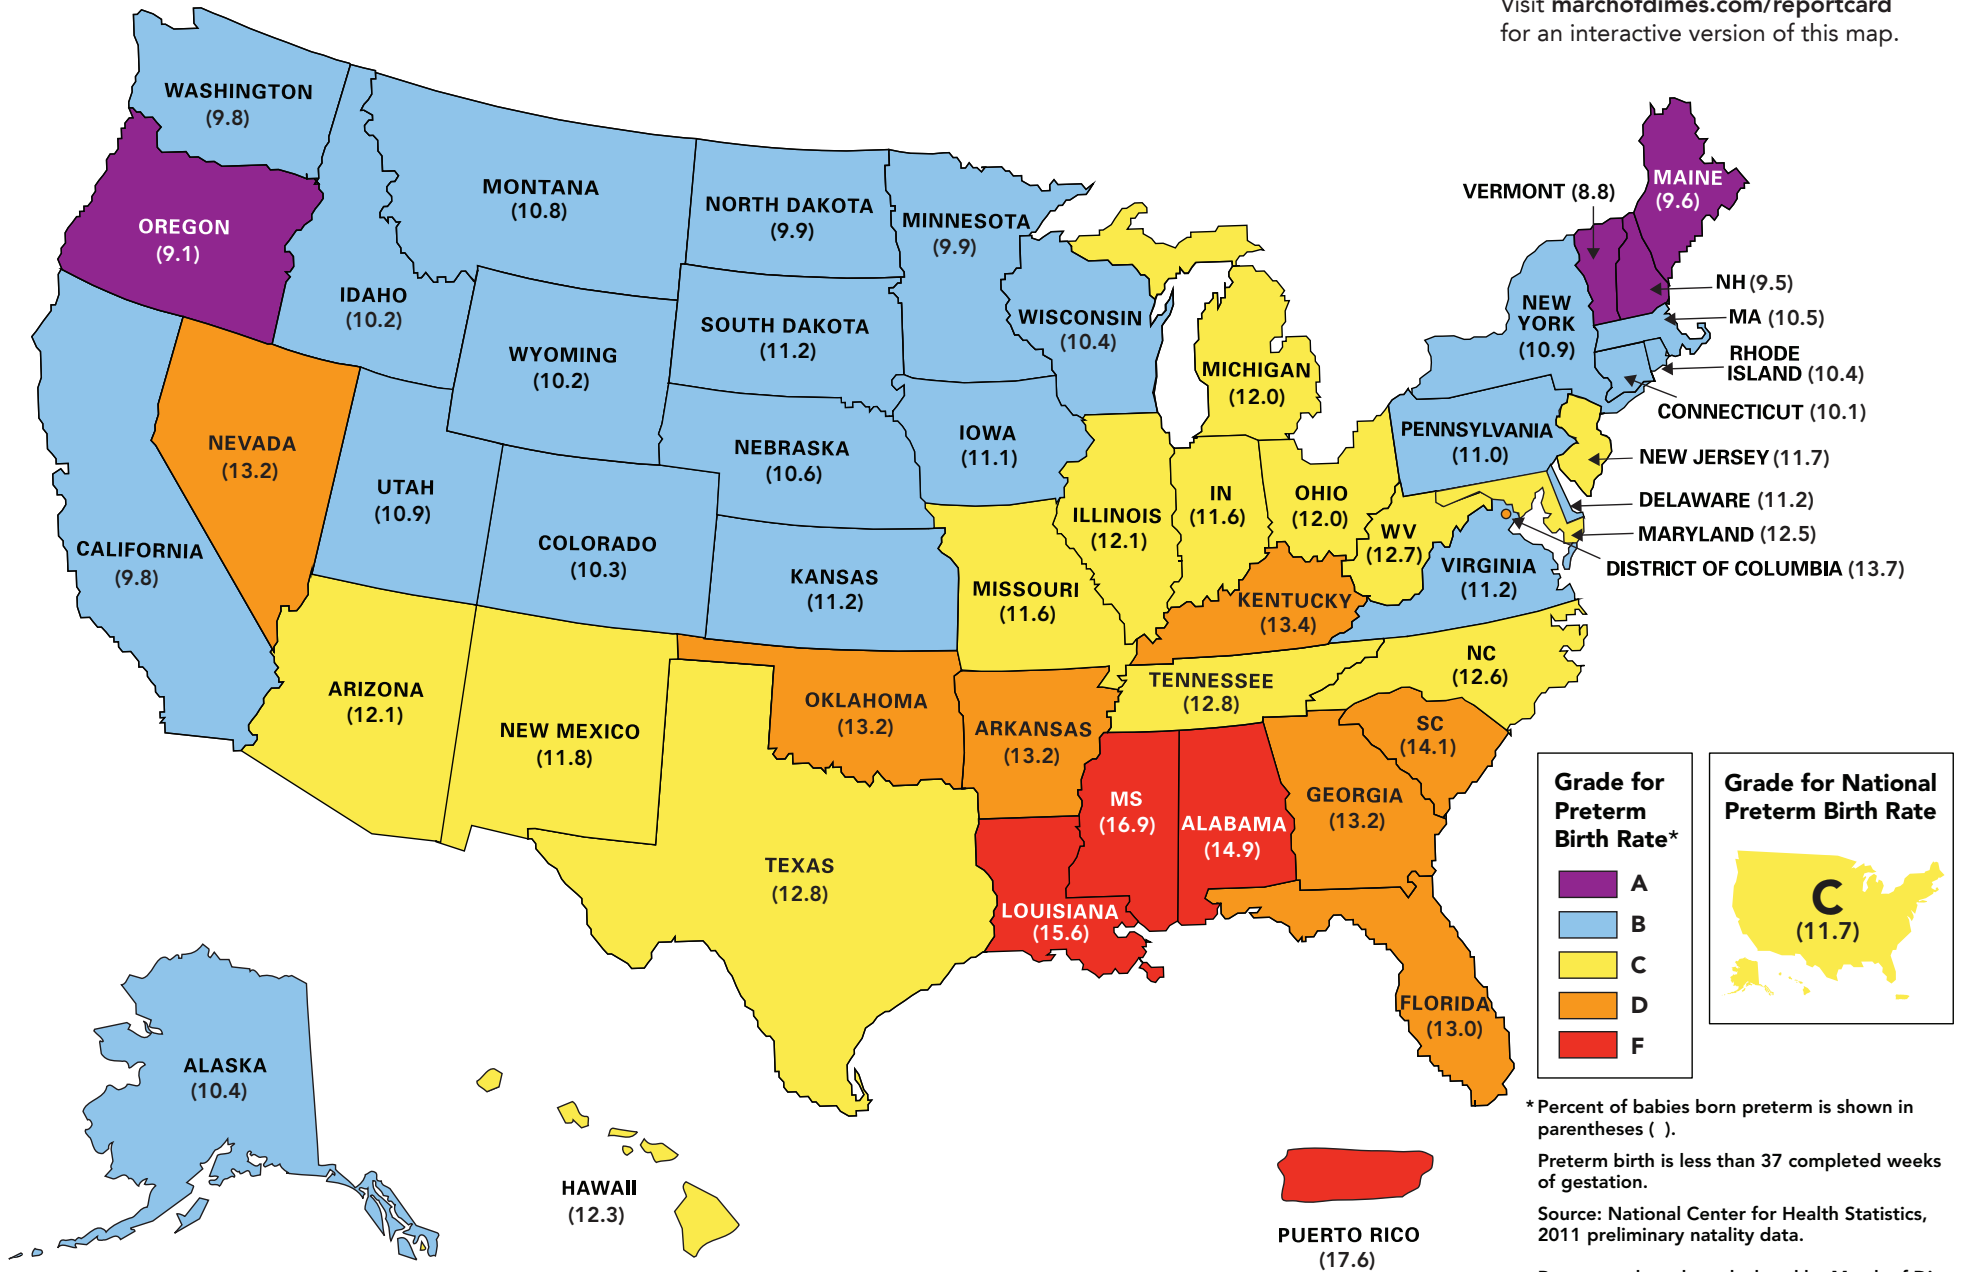 Visit marchofdimes.com/reportcard
for an interactive version of this map.
WASHINGTON
(9.8)
OREGON
(9.1)
MONTANA
(10.8)
IDAHO
(10.2)
NORTH DAKOTA
(9.9)
MINNESOTA
(9.9)
SOUTH DAKOTA
(11.2)
WYOMING
(10.2)
WISCONSIN
(10.4)
MICHIGAN
(12.0)
VERMONT (8.8)
MAINE
(9.6)
NH (9.5)
MA (10.5)
RHODE
ISLAND (10.4)
CONNECTICUT (10.1)
NEW
YORK
(10.9)
PENNSYLVANIA
(11.0)
NEW JERSEY (11.7)
DELAWARE (11.2)
MARYLAND (12.5)
DISTRICT OF COLUMBIA (13.7)
NEVADA
(13.2)
UTAH
(10.9)
CALIFORNIA
(9.8)
COLORADO
(10.3)
NEBRASKA
(10.6)
IOWA
(11.1)
KANSAS
(11.2)
MISSOURI
(11.6)
ILLINOIS
(12.1)
IN
(11.6)
OHIO
(12.0)
WV
(12.7)
VIRGINIA
(11.2)
KENTUCKY
(13.4)
NC
(12.6)
TENNESSEE
(12.8)
SC
(14.1)
ARIZONA
(12.1)
NEW MEXICO
(11.8)
OKLAHOMA
(13.2)
ARKANSAS
(13.2)
MS
(16.9)
ALABAMA
(14.9)
GEORGIA
(13.2)
TEXAS
(12.8)
LOUISIANA
(15.6)
FLORIDA
(13.0)
ALASKA
(10.4)
HAWAII
(12.3)
PUERTO RICO
(17.6)
Grade for
Preterm
Birth Rate*
A
B
C
D
F
Grade for National
Preterm Birth Rate
C
(11.7)
* Percent of babies born preterm is shown in
parentheses ( ).
Preterm birth is less than 37 completed weeks
of gestation.
Source: National Center for Health Statistics,
2011 preliminary natality data.